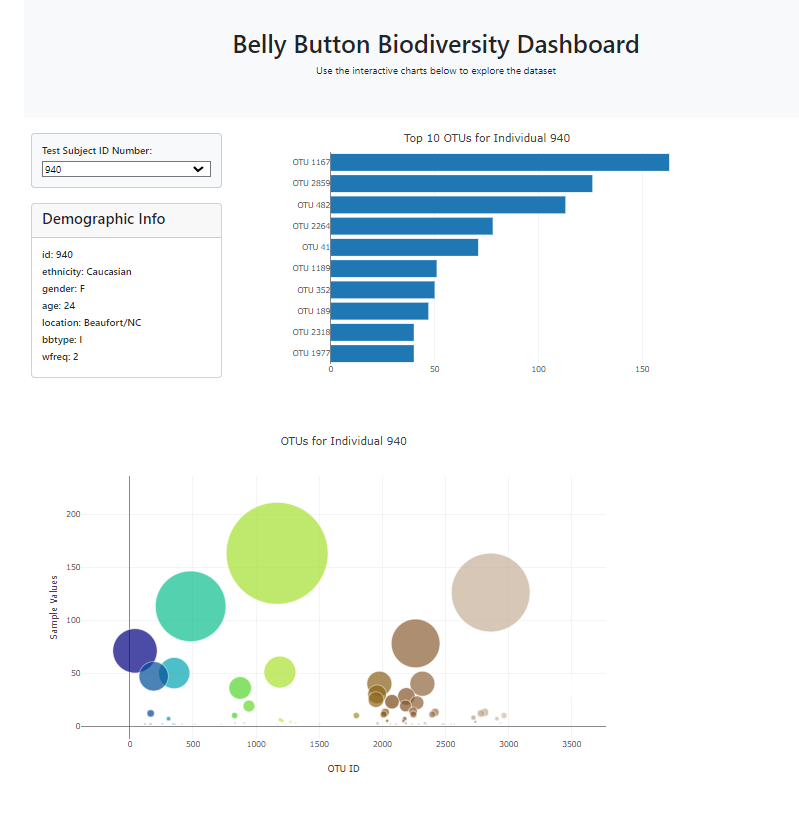 Belly Button Biodiversity Dashboard
Use the interactive charts below to explore the dataset
Test Subject ID Number:
940
Demographic Info
id: 940
ethnicity: Caucasian
gender: F
age: 24
location: Beaufort/NC
bbtype: I
wfreq: 2
Top 10 OTUs for Individual 940
OTU 1167
OTU 2859
OTU 482
OTU 2264
OTU 41
OTU 1189
OTU 352
OTU 189
OTU 2318
OTU 1977
0 50 100 150
OTUs for Individual 940
Sample Values
200
150
100
50
0
0 500 1000 1500 2000 2500 3000 3500
OTU ID